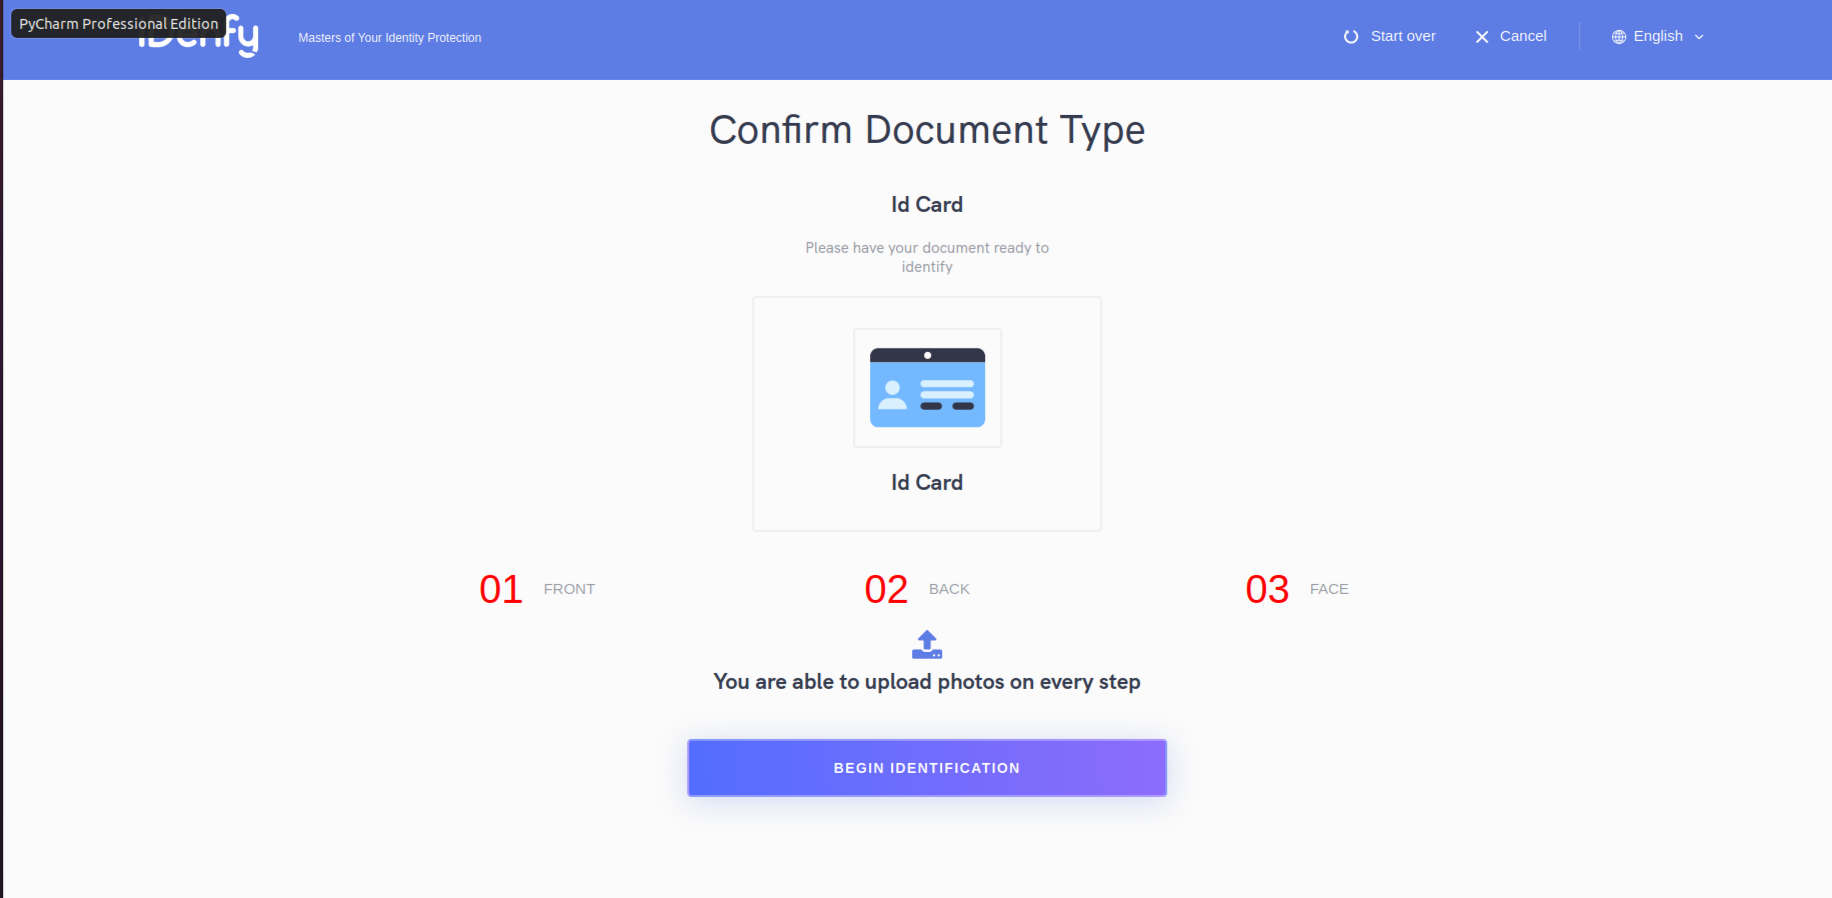 PyCharm Professional Edition
Masters of Your Identity Protection
Start over
Cancel
English
Confirm Document Type
Id Card
Please have your document ready to
identify
Id Card
01 FRONT
02 BACK
03 FACE
You are able to upload photos on every step
BEGIN IDENTIFICATION